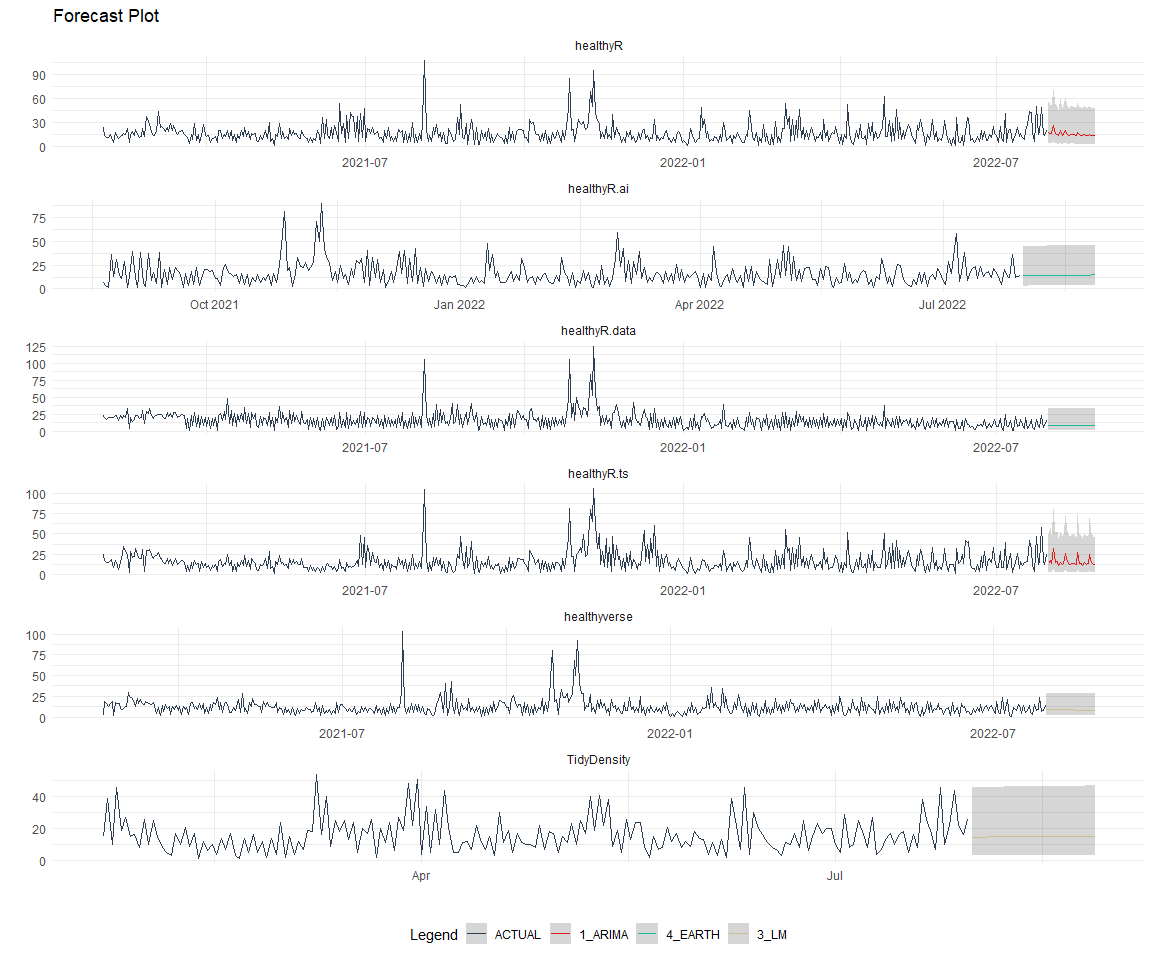 Forecast Plot
healthyR
90
60
30
0
2021-07 2022-01 2022-07
healthyR.ai
75
50
25
0
Oct 2021 Jan 2022 Apr 2022 Jul 2022
healthyR.data
125
100
75
50
25
0
2021-07 2022-01 2022-07
healthyR.ts
100
75
50
25
0
2021-07 2022-01 2022-07
healthyverse
100
75
50
25
0
2021-07 2022-01 2022-07
TidyDensity
40
20
0
Apr Jul
Legend ACTUAL 1_ARIMA 4_EARTH 3_LM